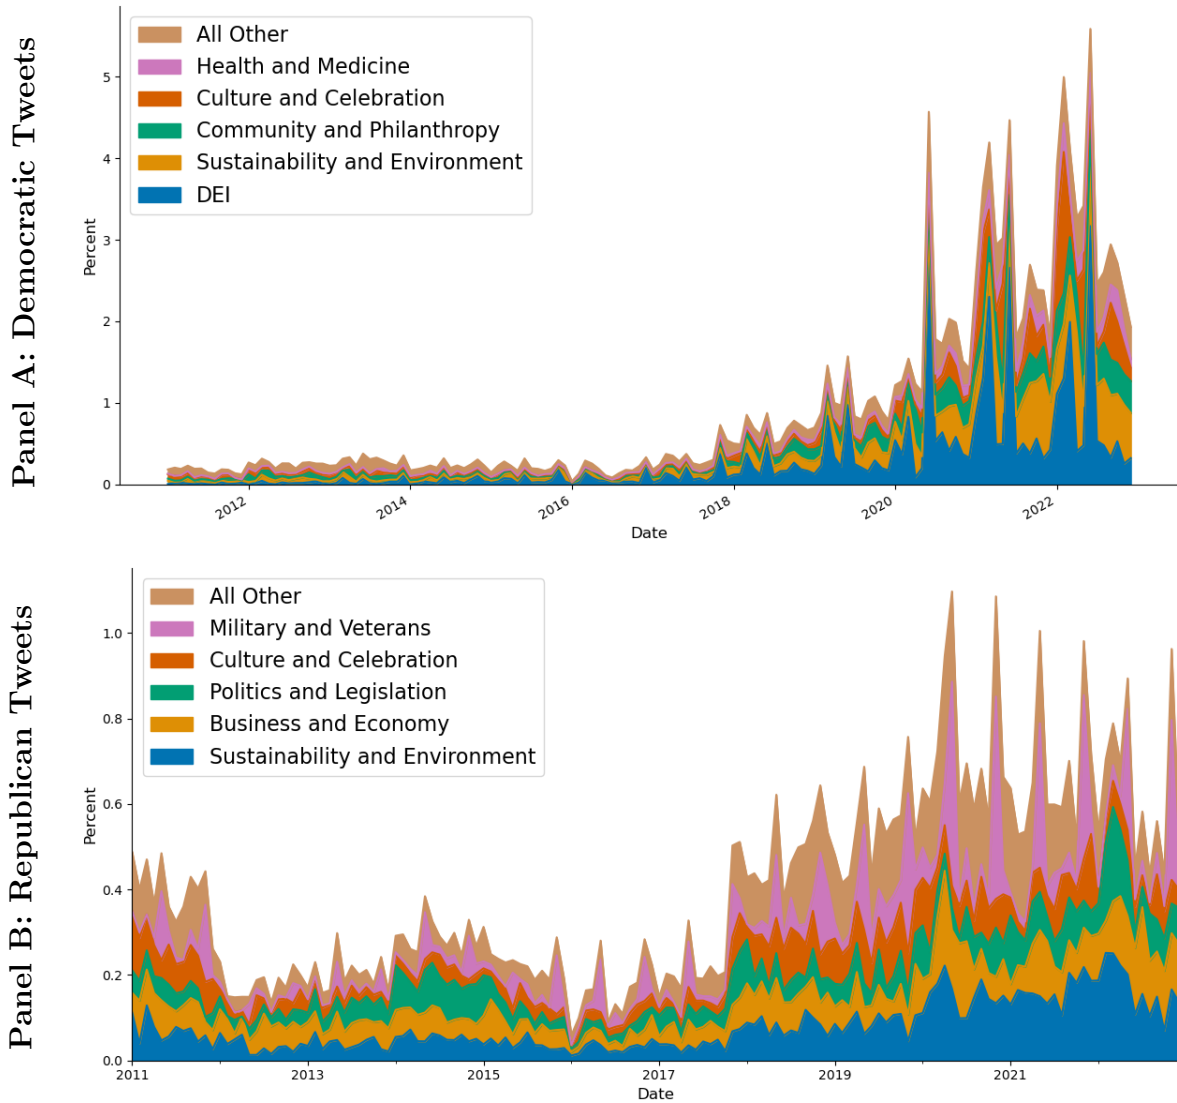 Panel A: Democratic Tweets
All Other
Health and Medicine
Culture and Celebration
Community and Philanthropy
Sustainability and Environment
DEI
Percent
5
4
3
2
1
0
2012
2014
2016
2018
2020
2022
Date
Panel B: Republican Tweets
All Other
Military and Veterans
Culture and Celebration
Politics and Legislation
Business and Economy
Sustainability and Environment
Percent
1.0
0.8
0.6
0.4
0.2
0.0
2011
2013
2015
2017
2019
2021
Date